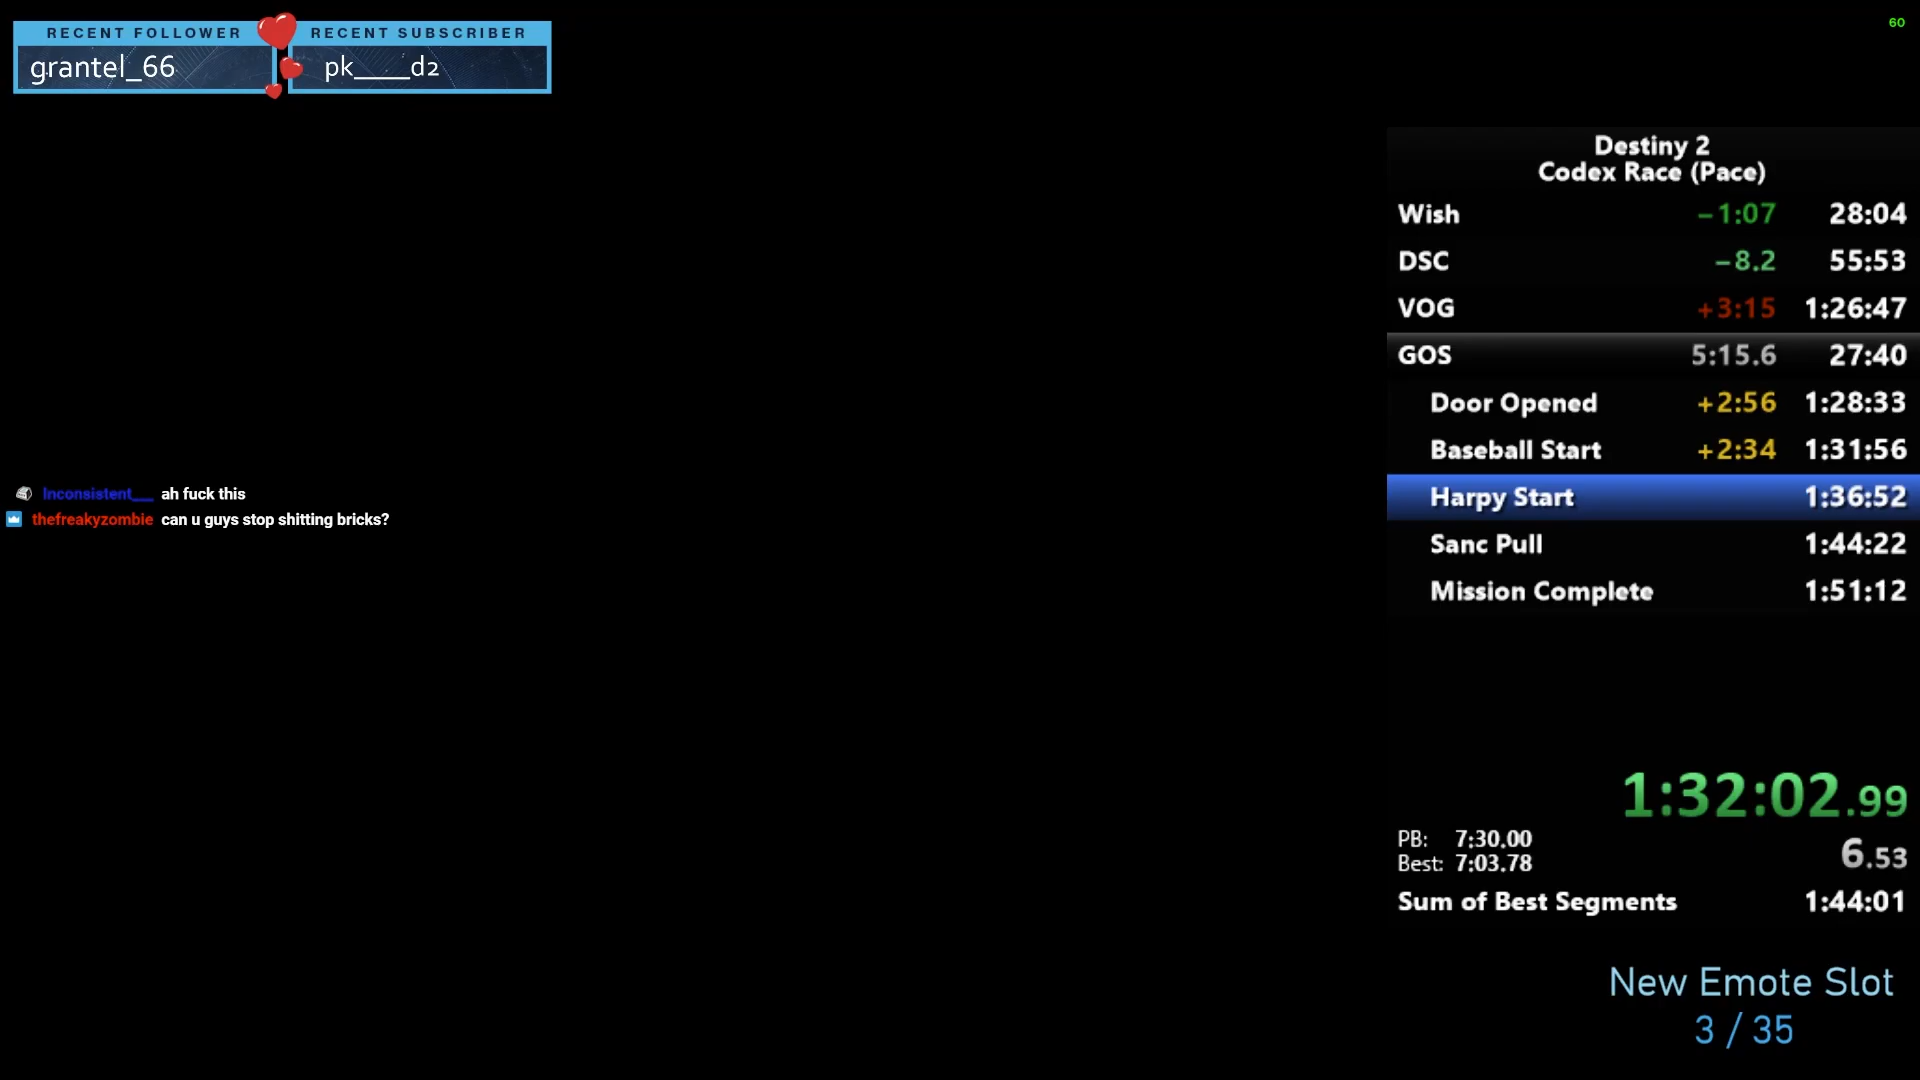 60
RECENT FOLLOWER
RECENT SUBSCRIBER
grantel_66
pk____d2
Destiny 2
Codex Race (Pace)
Wish -1:07 28:04
DSC -8.2 55:53
VOG +3:15 1:26:47
GOS 5:15.6 27:40
Door Opened +2:56 1:28:33
Baseball Start +2:34 1:31:56
Harpy Start 1:36:52
Sanc Pull 1:44:22
Mission Complete 1:51:12
Inconsistent__ ah fuck this
thefreakyzombie can u guys stop shitting bricks?
1:32:02.99
PB: 7:30.00
Best: 7:03.78
6.53
Sum of Best Segments 1:44:01
New Emote Slot
3 / 35